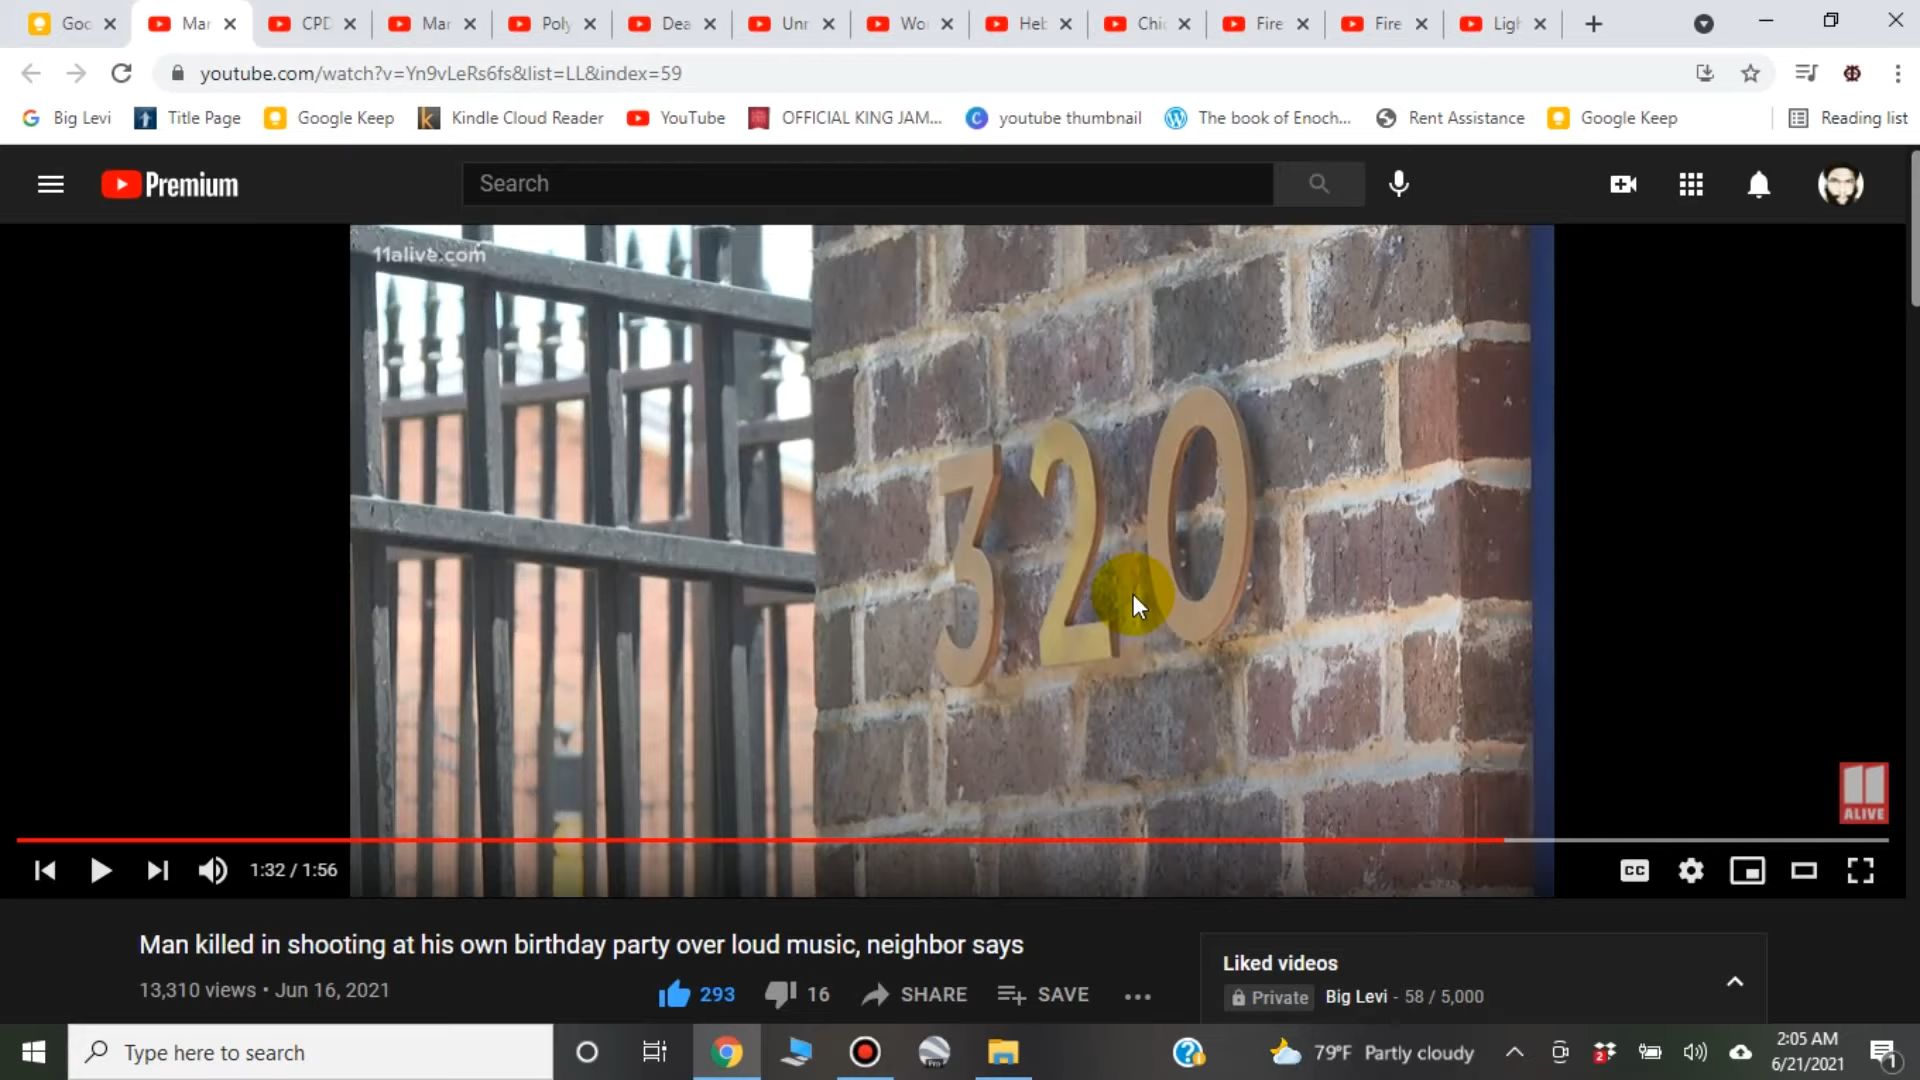 Goo
Mar
CPD
Mar
Poly
Dea
Unr
Wo
Heb
Chic
Fire
Fire
Ligh
youtube.com/watch?v=Yn9vLeRs6fs&list=LL&index=59
Big Levi
Title Page
Google Keep
Kindle Cloud Reader
YouTube
OFFICIAL KING JAM...
youtube thumbnail
The book of Enoch...
Rent Assistance
Google Keep
Reading list
Premium
Search
11alive.com
320
11
ALIVE
1:32 / 1:56
CC
Man killed in shooting at his own birthday party over loud music, neighbor says
13,310 views • Jun 16, 2021
293
16
SHARE
SAVE
Liked videos
Private
Big Levi - 58 / 5,000
Type here to search
79°F Partly cloudy
2:05 AM
6/21/2021